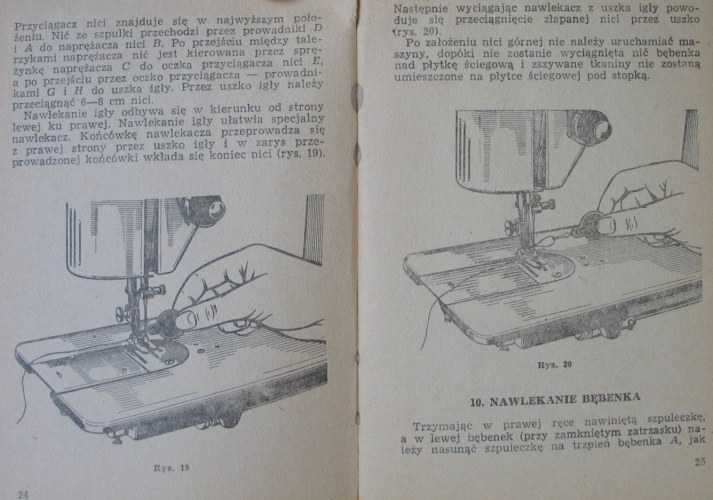 Przyciągacz nici znajduje się w najwyższym poło-
żeniu. Nić ze szpulki przechodzi przez prowadniki D
i A do naprężacza nici B. Po przejściu między tale-
rzykami naprężacza nić jest kierowana przez sprę-
żynkę naprężacza C do oczka przyciągacza nici E,
a po przejściu przez oczko przyciągacza — prowadni-
kami G i H do uszka igły. Przez uszko igły należy
przeciągnąć 6—8 cm nici.
Nawlekanie igły odbywa się w kierunku od strony
lewej ku prawej. Nawlekanie igły ułatwia specjalny
nawlekacz. Końcówkę nawlekacza przeprowadza się
z prawej strony przez uszko igły i w zarys prze-
prowadzonej końcówki wkłada się koniec nici (rys. 19).
Rys. 19
24
Następnie wyciągając nawlekacz z uszka igły powo-
duje się przeciągnięcie złapanej nici przez uszko
(rys. 20).
Po założeniu nici górnej nie należy uruchamiać ma-
szyny, dopóki nie zostanie wyciągnięta nić bębenka
nad płytkę ściegową i zszywane tkaniny nie zostaną
umieszczone na płytce ściegowej pod stopką.
Rys. 20
10. NAWLEKANIE BĘBENKA
Trzymając w prawej ręce nawiniętą szpuleczkę,
a w lewej bębenek (przy zamkniętym zatrzasku) na-
leży nasunąć szpuleczkę na trzpień bębenka A, jak
25